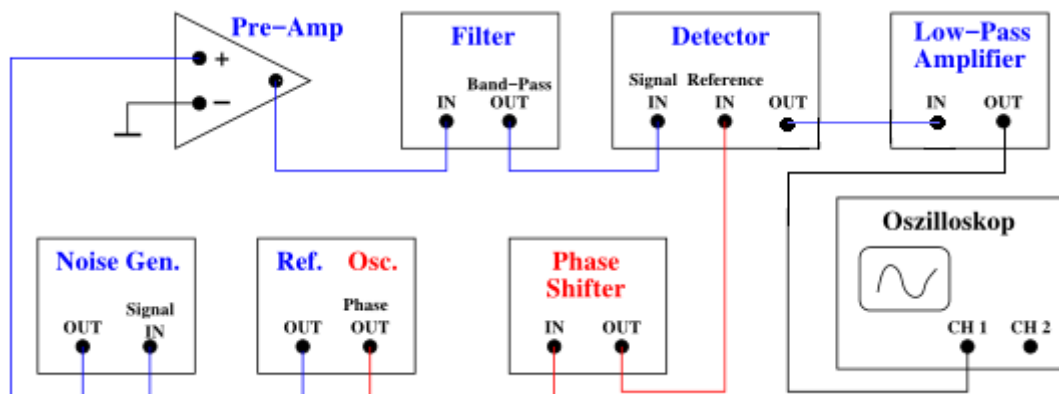 Pre-Amp
+
-
Filter
Band-Pass
IN OUT
Detector
Signal Reference
IN IN OUT
Low-Pass
Amplifier
IN OUT
Noise Gen.
Signal
OUT IN
Ref. Osc.
Phase
OUT OUT
Phase
Shifter
IN OUT
Oszilloskop
CH 1 CH 2